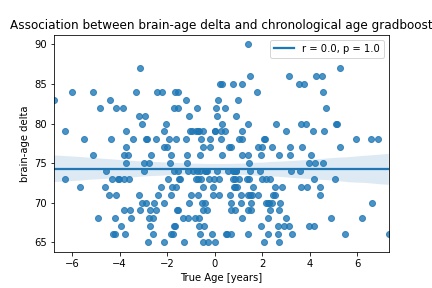 Association between brain-age delta and chronological age gradboost
r = 0.0, p = 1.0
90
85
80
75
70
65
brain-age delta
−6 −4 −2 0 2 4 6
True Age [years]